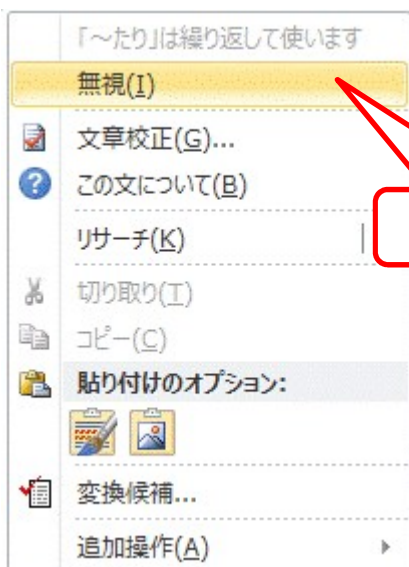 「～たり」は繰り返して使います
無視(I)
文章校正(G)...
この文について(B)
リサーチ(K)
切り取り(T)
コピー(C)
貼り付けのオプション:
変換候補...
追加操作(A)